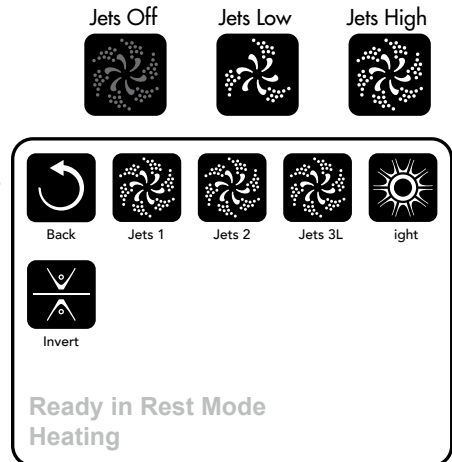 Jets Off Jets Low Jets High
Back Jets 1 Jets 2 Jets 3L ight
Invert
Ready in Rest Mode
Heating